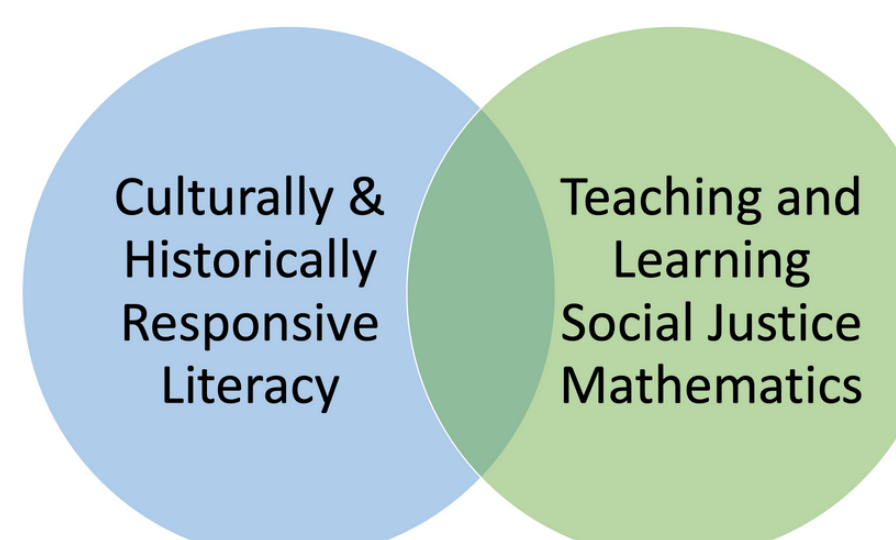 Culturally &
Historically
Responsive
Literacy
Teaching and
Learning
Social Justice
Mathematics